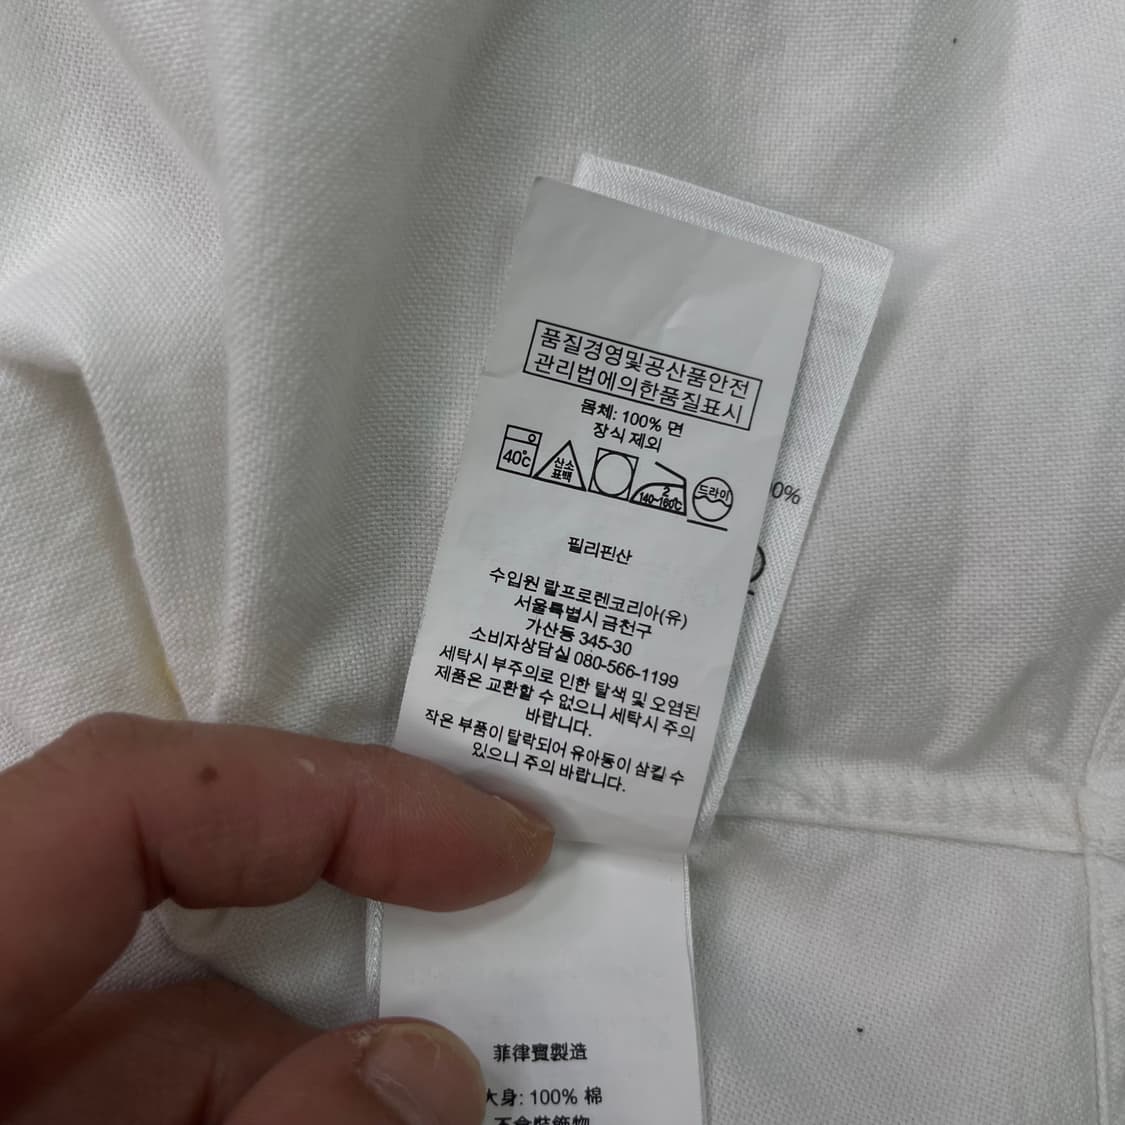 품질경영및공산품안전
관리법에의한품질표시
몸체: 100% 면
장식 제외
40℃
산소
표백
2
140~160℃
드라이
0%
필리핀산
수입원 랄프로렌코리아(유)
서울특별시 금천구
가산동 345-30
소비자상담실 080-566-1199
세탁시 부주의로 인한 탈색 및 오염된
제품은 교환할 수 없으니 세탁시 주의
바랍니다.
작은 부품이 탈락되어 유아동이 삼킬 수
있으니 주의 바랍니다.
菲律賓製造
大身: 100% 棉
不含裝飾物